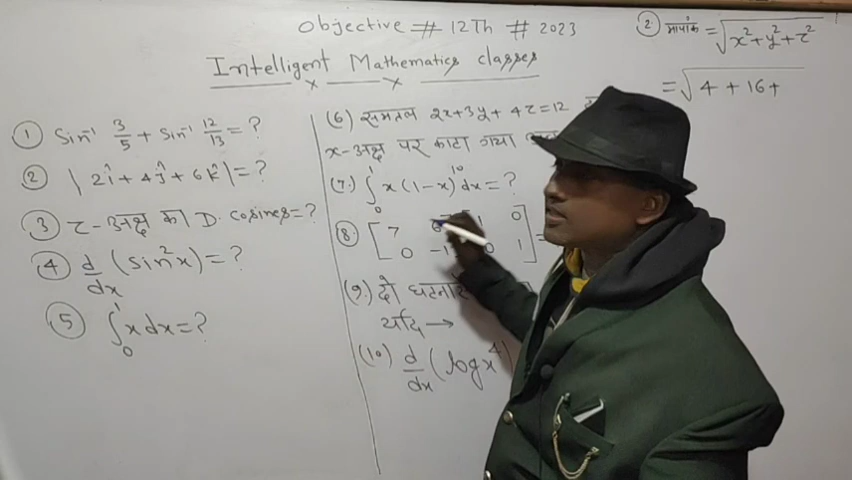 Objective # 12Th # 2023
Intelligent Mathematics classes
① Sin⁻¹ 3/5 + Sin⁻¹ 12/13 = ?
② |2î + 4ĵ + 6k̂| = ?
③ z-अक्ष का D. cosines = ?
④ d/dx (sin²x) = ?
⑤ ∫₀¹ x dx = ?
(6) समतल 2x + 3y + 4z = 12
x-अक्ष पर काटा गया
(7.) ∫₀¹ x (1-x)¹⁰ dx = ?
⑧ [ 7
0 -1 0 1 ] =
(9.) दो घटनाएँ
यदि →
(10) d/dx (log x⁴)
② मापांक = √x² + y² + z²
= √4 + 16 +